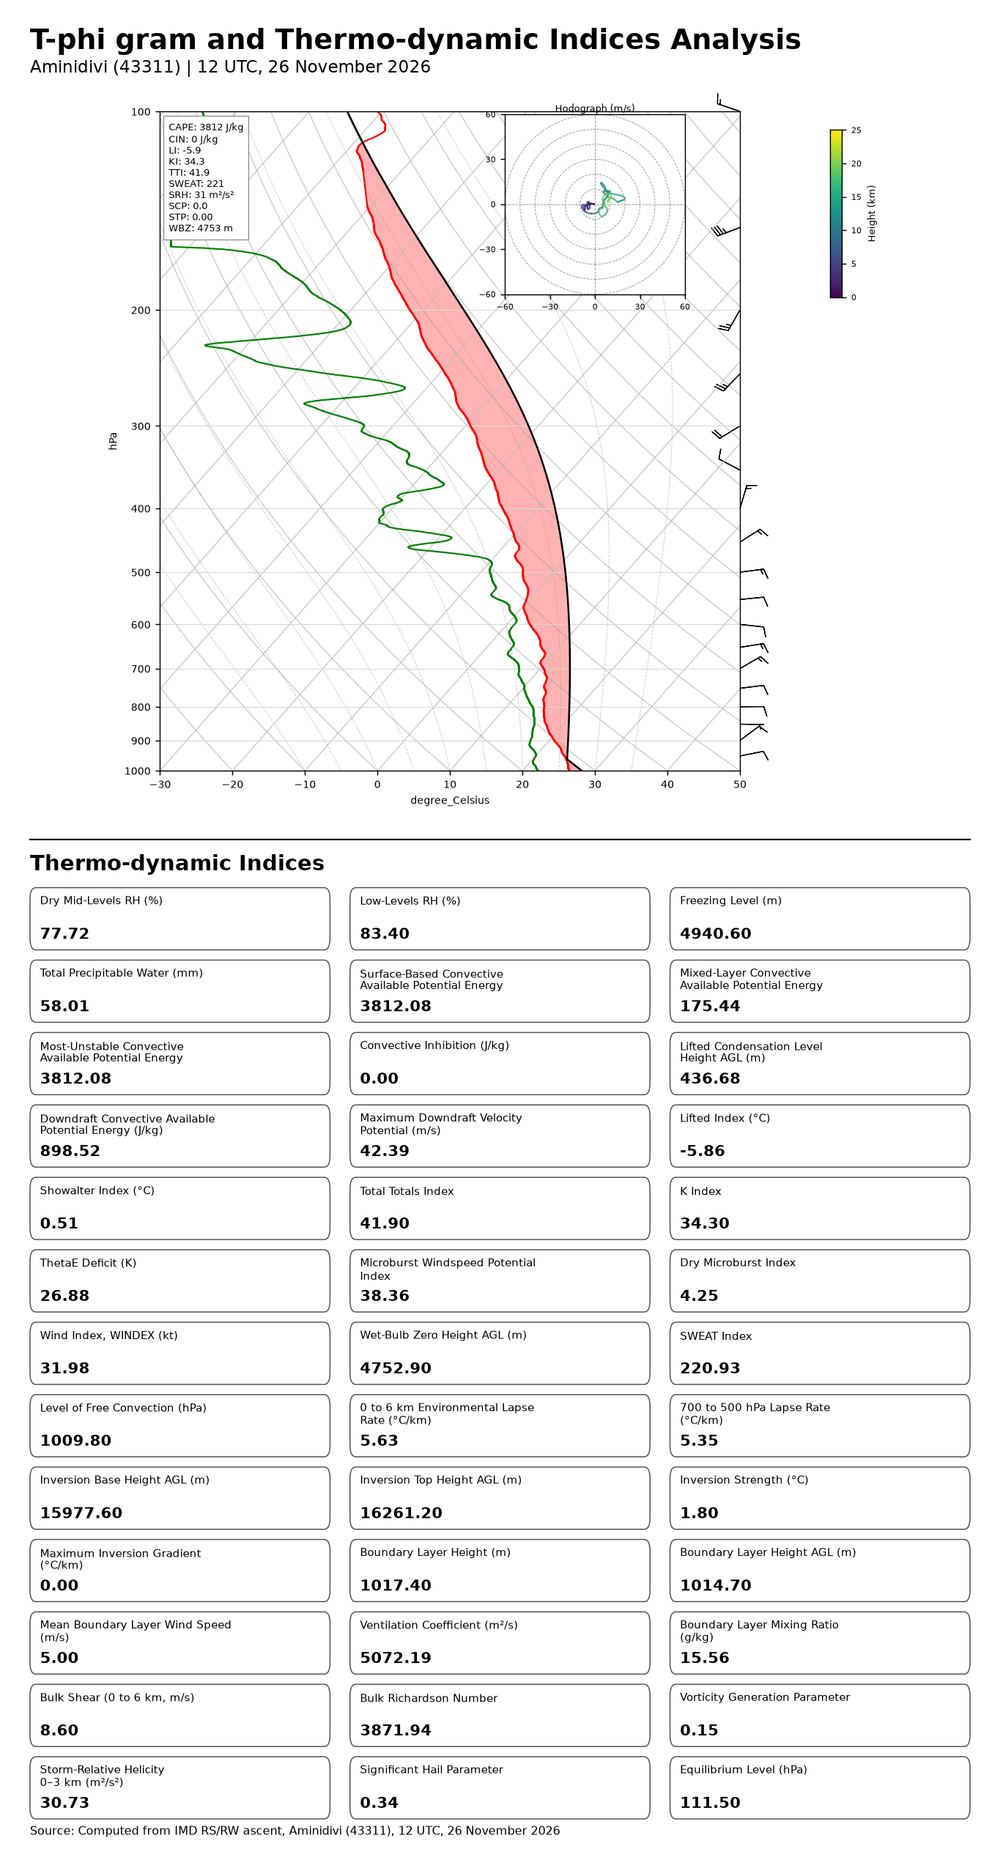 T-phi gram and Thermo-dynamic Indices Analysis
Aminidivi (43311) | 12 UTC, 26 November 2026
Hodograph (m/s)
CAPE: 3812 J/kg
CIN: 0 J/kg
LI: -5.9
KI: 34.3
TTI: 41.9
SWEAT: 221
SRH: 31 m²/s²
SCP: 0.0
STP: 0.00
WBZ: 4753 m
60
30
0
−30
−60
−60 −30 0 30 60
25
20
15
10
5
0
Height (km)
100
200
300
400
500
600
700
800
900
1000
hPa
−30 −20 −10 0 10 20 30 40 50
degree_Celsius
Thermo-dynamic Indices
Dry Mid-Levels RH (%)
77.72
Low-Levels RH (%)
83.40
Freezing Level (m)
4940.60
Total Precipitable Water (mm)
58.01
Surface-Based Convective
Available Potential Energy
3812.08
Mixed-Layer Convective
Available Potential Energy
175.44
Most-Unstable Convective
Available Potential Energy
3812.08
Convective Inhibition (J/kg)
0.00
Lifted Condensation Level
Height AGL (m)
436.68
Downdraft Convective Available
Potential Energy (J/kg)
898.52
Maximum Downdraft Velocity
Potential (m/s)
42.39
Lifted Index (°C)
-5.86
Showalter Index (°C)
0.51
Total Totals Index
41.90
K Index
34.30
ThetaE Deficit (K)
26.88
Microburst Windspeed Potential
Index
38.36
Dry Microburst Index
4.25
Wind Index, WINDEX (kt)
31.98
Wet-Bulb Zero Height AGL (m)
4752.90
SWEAT Index
220.93
Level of Free Convection (hPa)
1009.80
0 to 6 km Environmental Lapse
Rate (°C/km)
5.63
700 to 500 hPa Lapse Rate
(°C/km)
5.35
Inversion Base Height AGL (m)
15977.60
Inversion Top Height AGL (m)
16261.20
Inversion Strength (°C)
1.80
Maximum Inversion Gradient
(°C/km)
0.00
Boundary Layer Height (m)
1017.40
Boundary Layer Height AGL (m)
1014.70
Mean Boundary Layer Wind Speed
(m/s)
5.00
Ventilation Coefficient (m²/s)
5072.19
Boundary Layer Mixing Ratio
(g/kg)
15.56
Bulk Shear (0 to 6 km, m/s)
8.60
Bulk Richardson Number
3871.94
Vorticity Generation Parameter
0.15
Storm-Relative Helicity
0–3 km (m²/s²)
30.73
Significant Hail Parameter
0.34
Equilibrium Level (hPa)
111.50
Source: Computed from IMD RS/RW ascent, Aminidivi (43311), 12 UTC, 26 November 2026